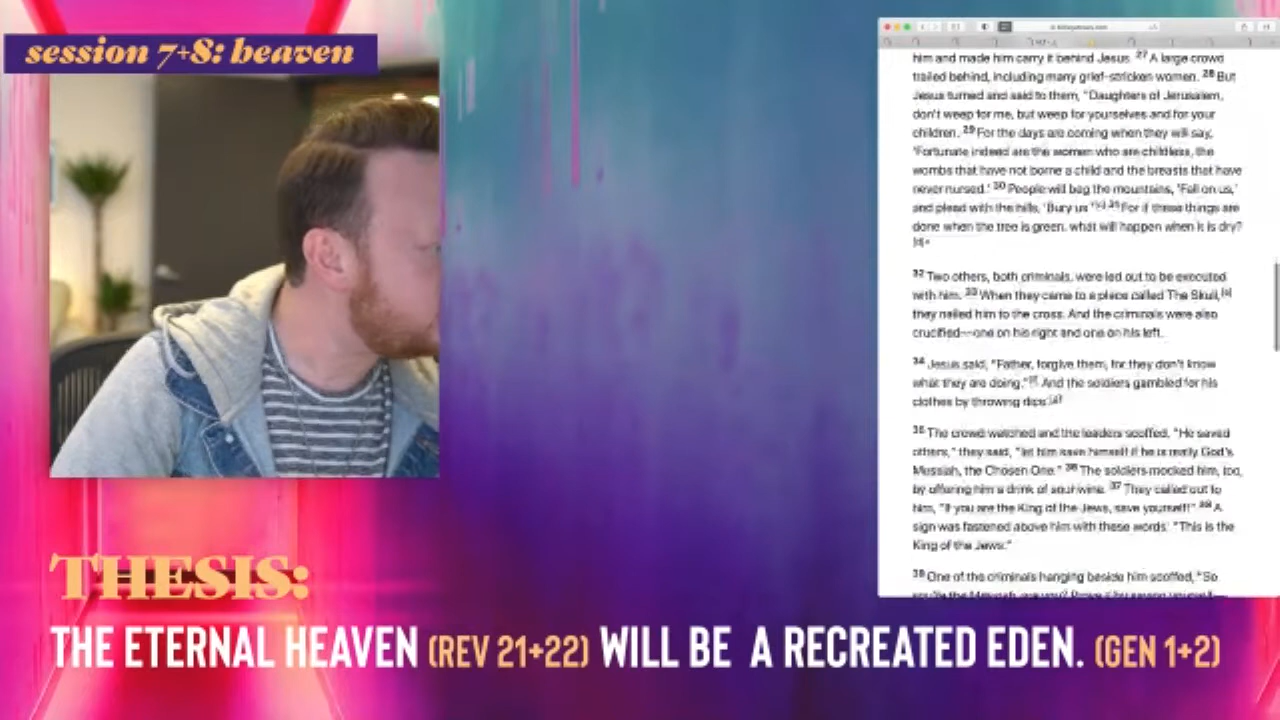 session 7+8: heaven
him and made him carry it behind Jesus. 27 A large crowd
trailed behind, including many grief-stricken women. 28 But
Jesus turned and said to them, "Daughters of Jerusalem,
don't weep for me, but weep for yourselves and for your
children. 29 For the days are coming when they will say,
'Fortunate indeed are the women who are childless, the
wombs that have not borne a child and the breasts that have
never nursed.' 30 People will beg the mountains, 'Fall on us,'
and plead with the hills, 'Bury us.' 31 For if these things are
done when the tree is green, what will happen when it is dry?
32 Two others, both criminals, were led out to be executed
with him. 33 When they came to a place called The Skull,
they nailed him to the cross. And the criminals were also
crucified—one on his right and one on his left.
34 Jesus said, "Father, forgive them, for they don't know
what they are doing." And the soldiers gambled for his
clothes by throwing dice.
35 The crowd watched and the leaders scoffed. "He saved
others," they said, "let him save himself if he is really God's
Messiah, the Chosen One." 36 The soldiers mocked him, too,
by offering him a drink of sour wine. 37 They called out to
him, "If you are the King of the Jews, save yourself!" 38 A
sign was fastened above him with these words: "This is the
King of the Jews."
39 One of the criminals hanging beside him scoffed, "So
THESIS:
THE ETERNAL HEAVEN (REV 21+22) WILL BE A RECREATED EDEN. (GEN 1+2)